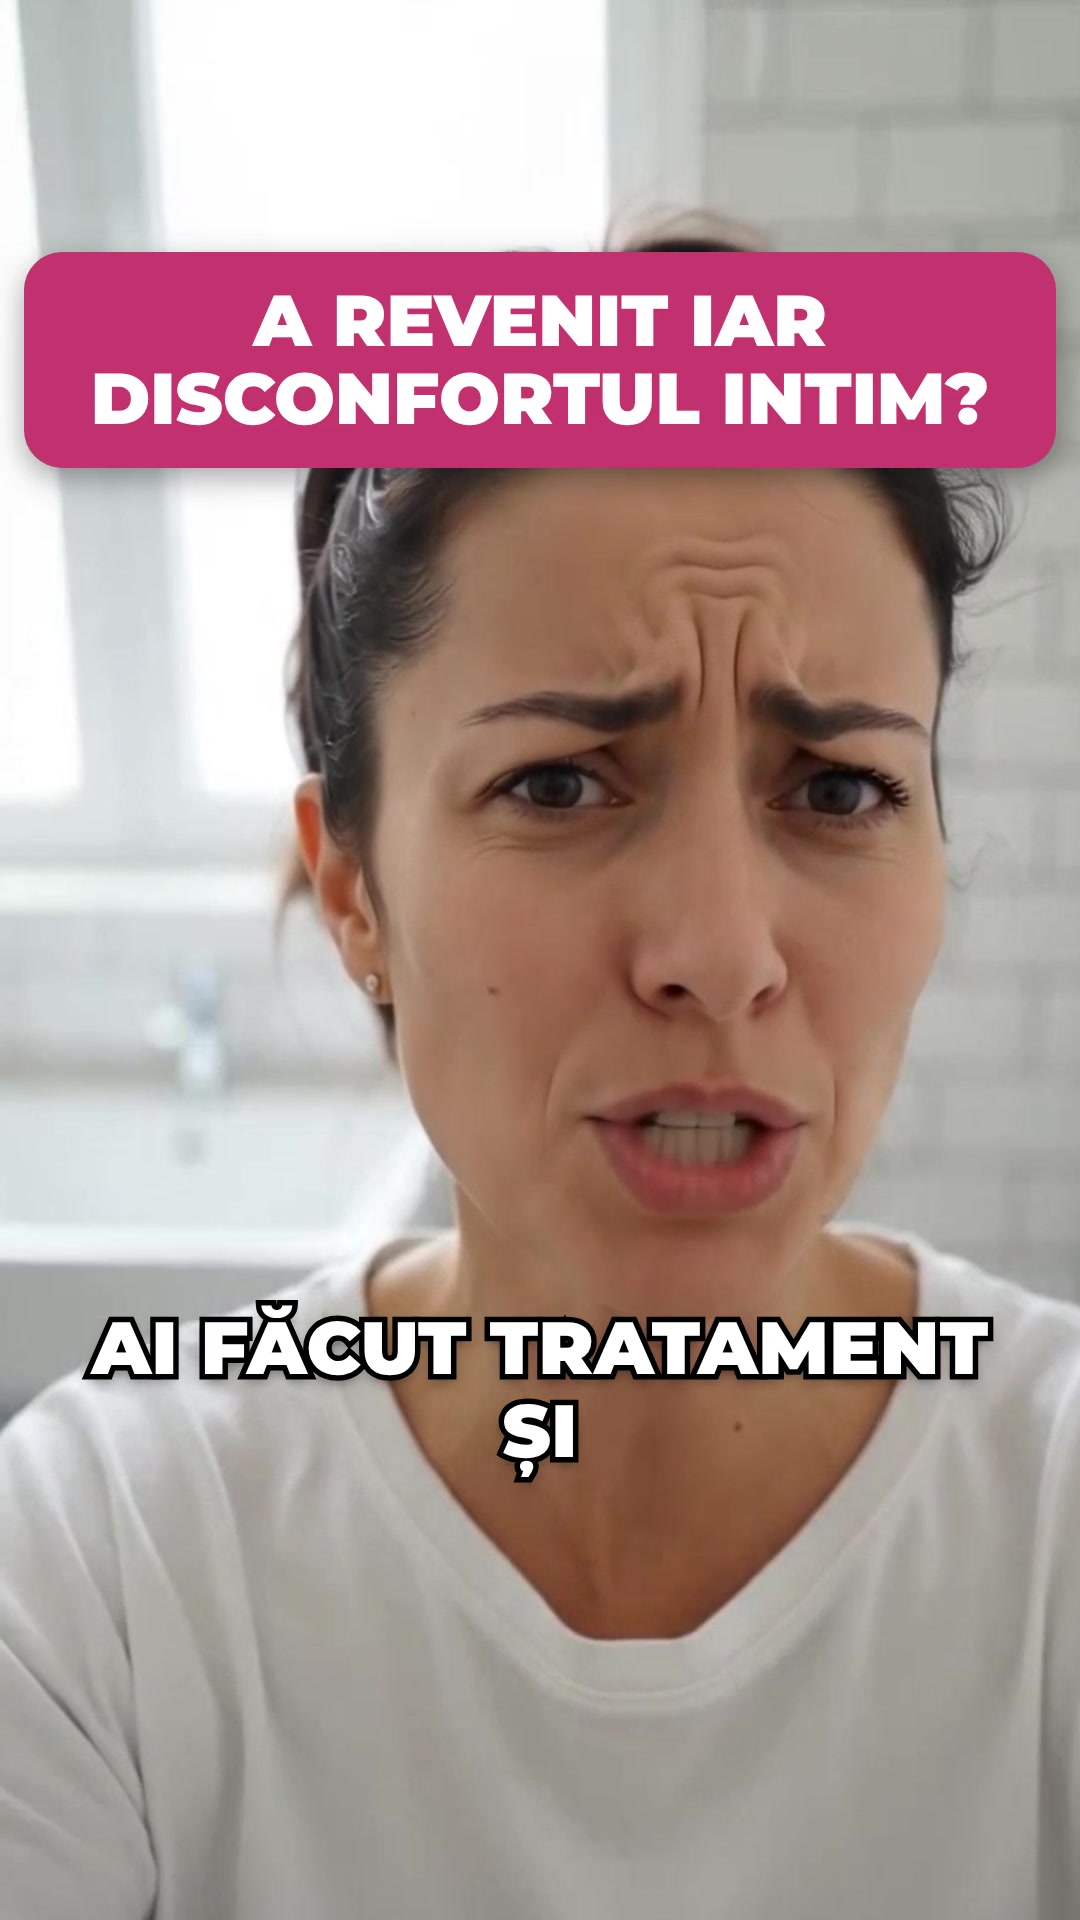 A REVENIT IAR
DISCONFORTUL INTIM?
AI FĂCUT TRATAMENT
ȘI